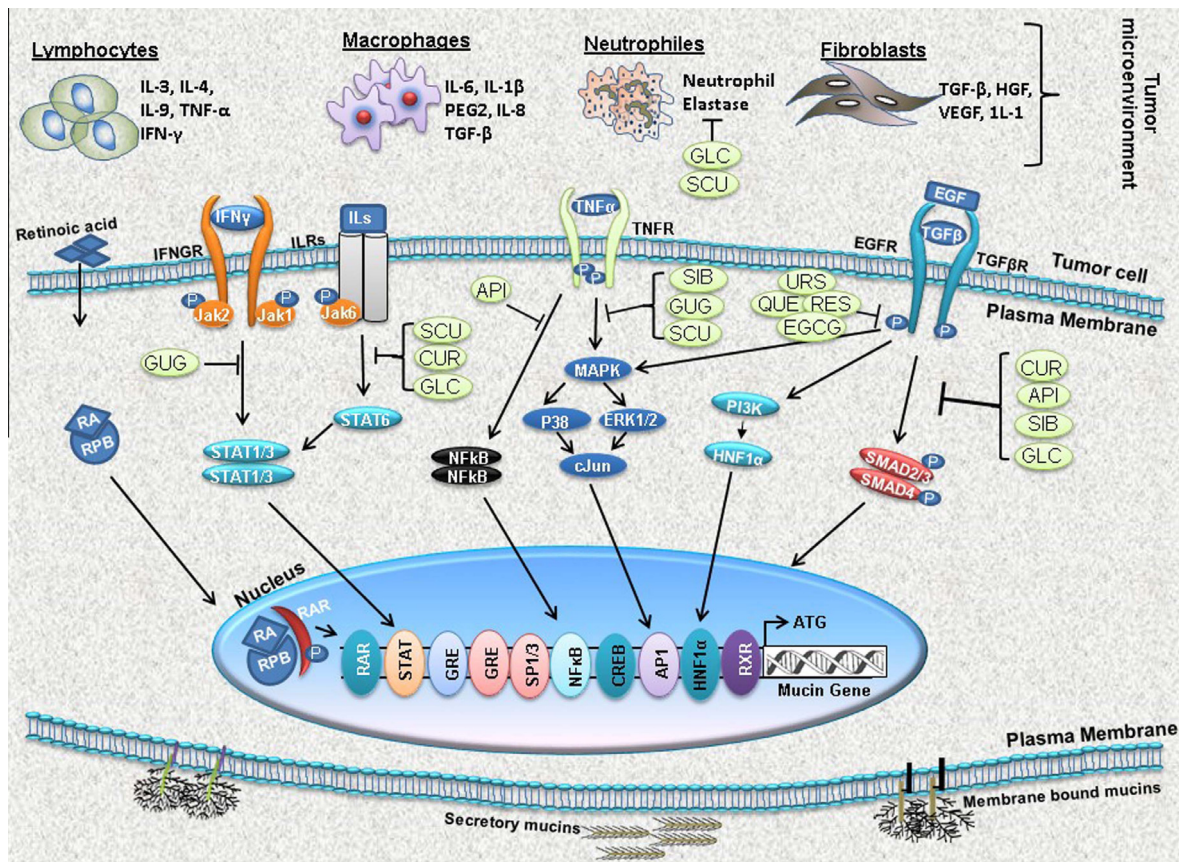 Lymphocytes
IL-3, IL-4,
IL-9, TNF-α
IFN-γ
Macrophages
IL-6, IL-1β
PEG2, IL-8
TGF-β
Neutrophiles
Neutrophil
Elastase
GLC
SCU
Fibroblasts
TGF-β, HGF,
VEGF, 1L-1
Tumor
microenvironment
Retinoic acid
IFNγ
IFNGR
P
Jak2
P
Jak1
ILs
ILRs
P
Jak6
TNFα
TNFR
P
P
EGF
TGFβ
EGFR
TGFβR
P
P
Tumor cell
Plasma Membrane
GUG
SCU
CUR
GLC
API
SIB
GUG
SCU
URS
QUE
RES
EGCG
CUR
API
SIB
GLC
RA
RPB
STAT6
STAT1/3
STAT1/3
NFkB
NFkB
MAPK
P38
ERK1/2
cJun
PI3K
HNF1α
SMAD2/3
P
SMAD4
P
Nucleus
RA
RPB
RAR
P
RAR
STAT
GRE
GRE
SP1/3
NFκB
CREB
AP1
HNF1α
RXR
ATG
Mucin Gene
Plasma Membrane
Secretory mucins
Membrane bound mucins